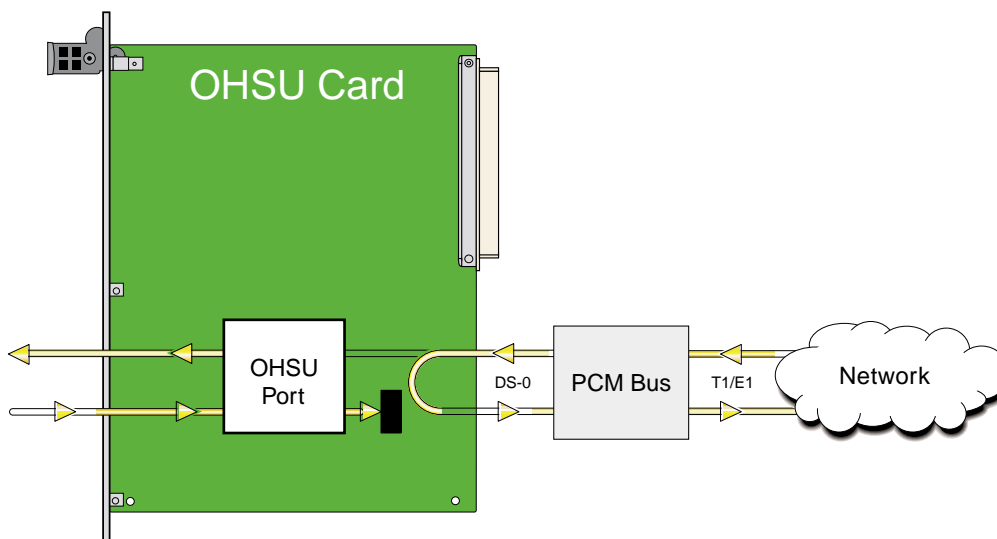 OHSU Card
OHSU
Port
DS-0
PCM Bus
T1/E1
Network